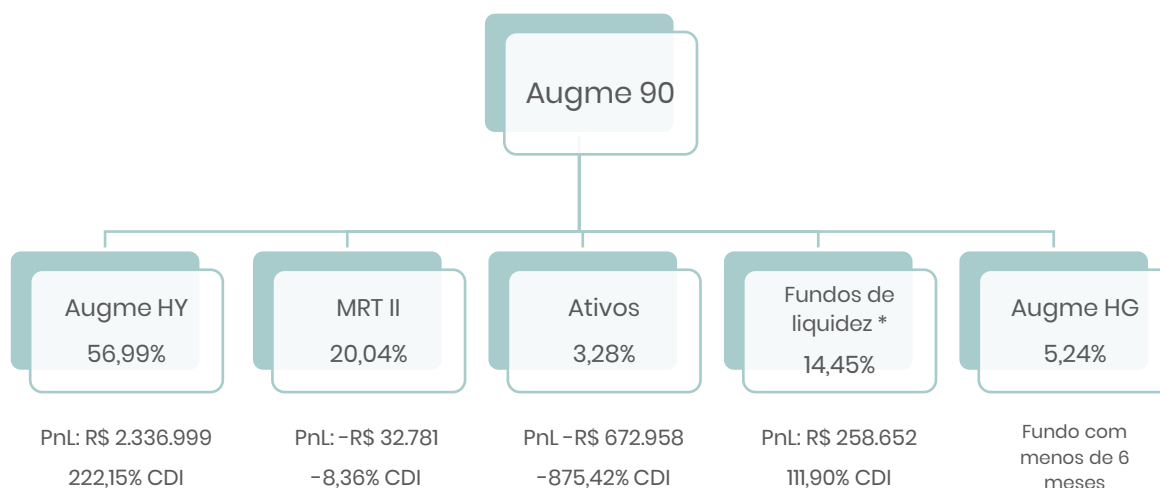 Augme 90
Augme HY
56,99%
MRT II
20,04%
Ativos
3,28%
Fundos de
liquidez *
14,45%
Augme HG
5,24%
PnL: R$ 2.336.999
222,15% CDI
PnL: -R$ 32.781
-8,36% CDI
PnL -R$ 672.958
-875,42% CDI
PnL: R$ 258.652
111,90% CDI
Fundo com
menos de 6
meses